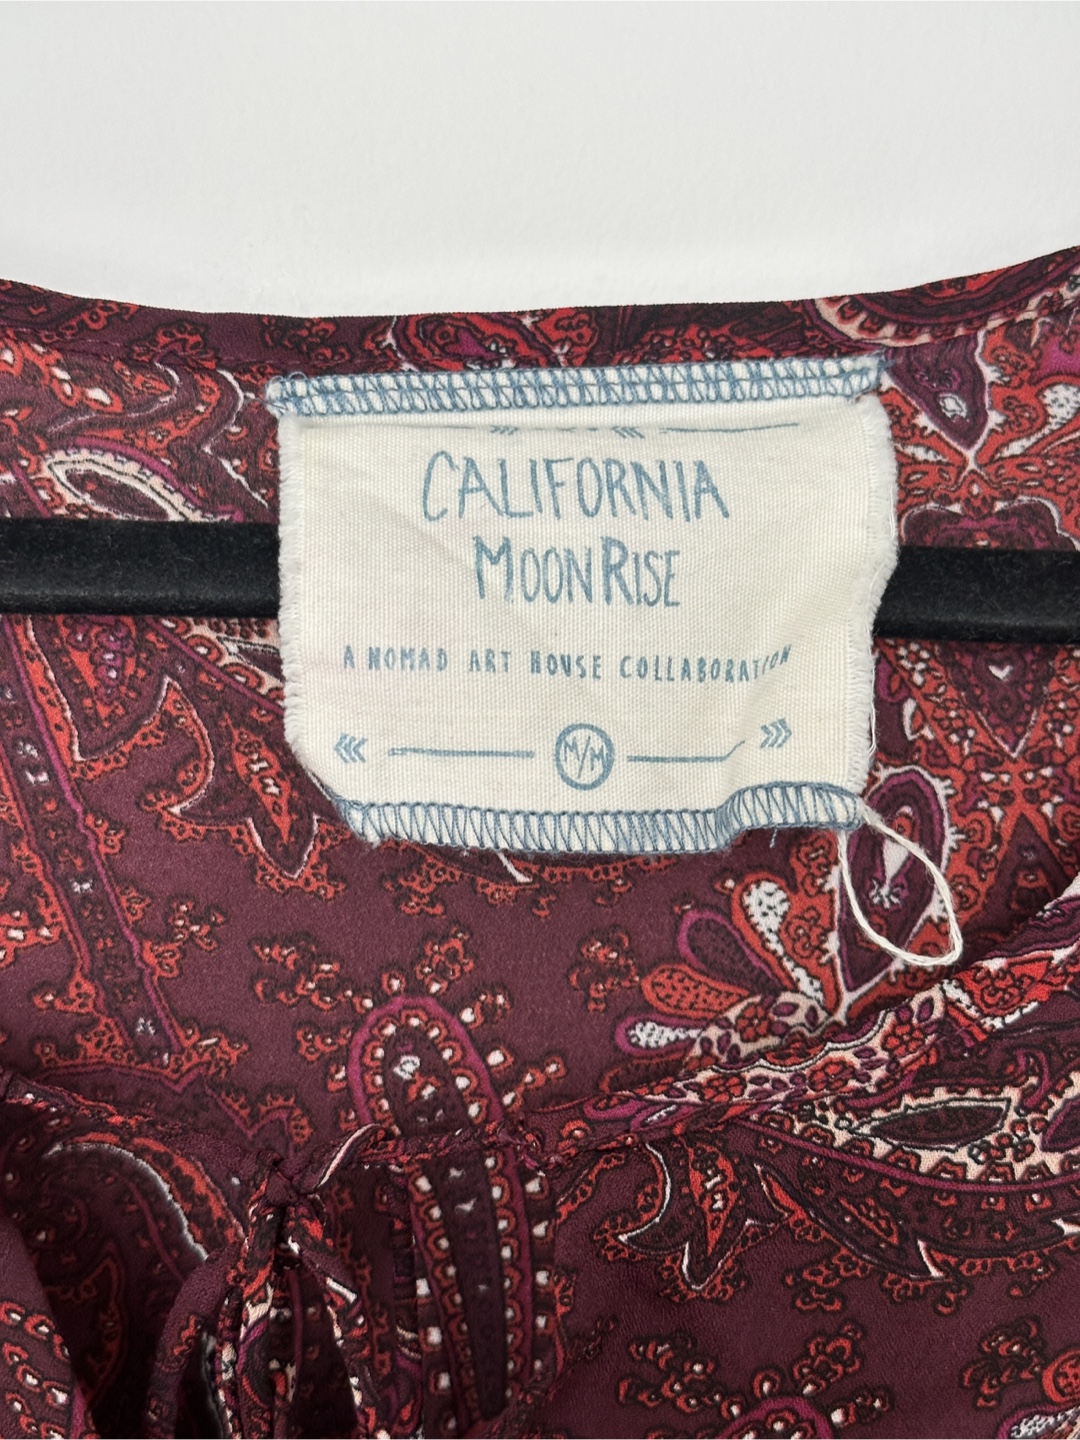 CALIFORNIA
MOONRISE
A NOMAD ART HOUSE COLLABORATION
M/M